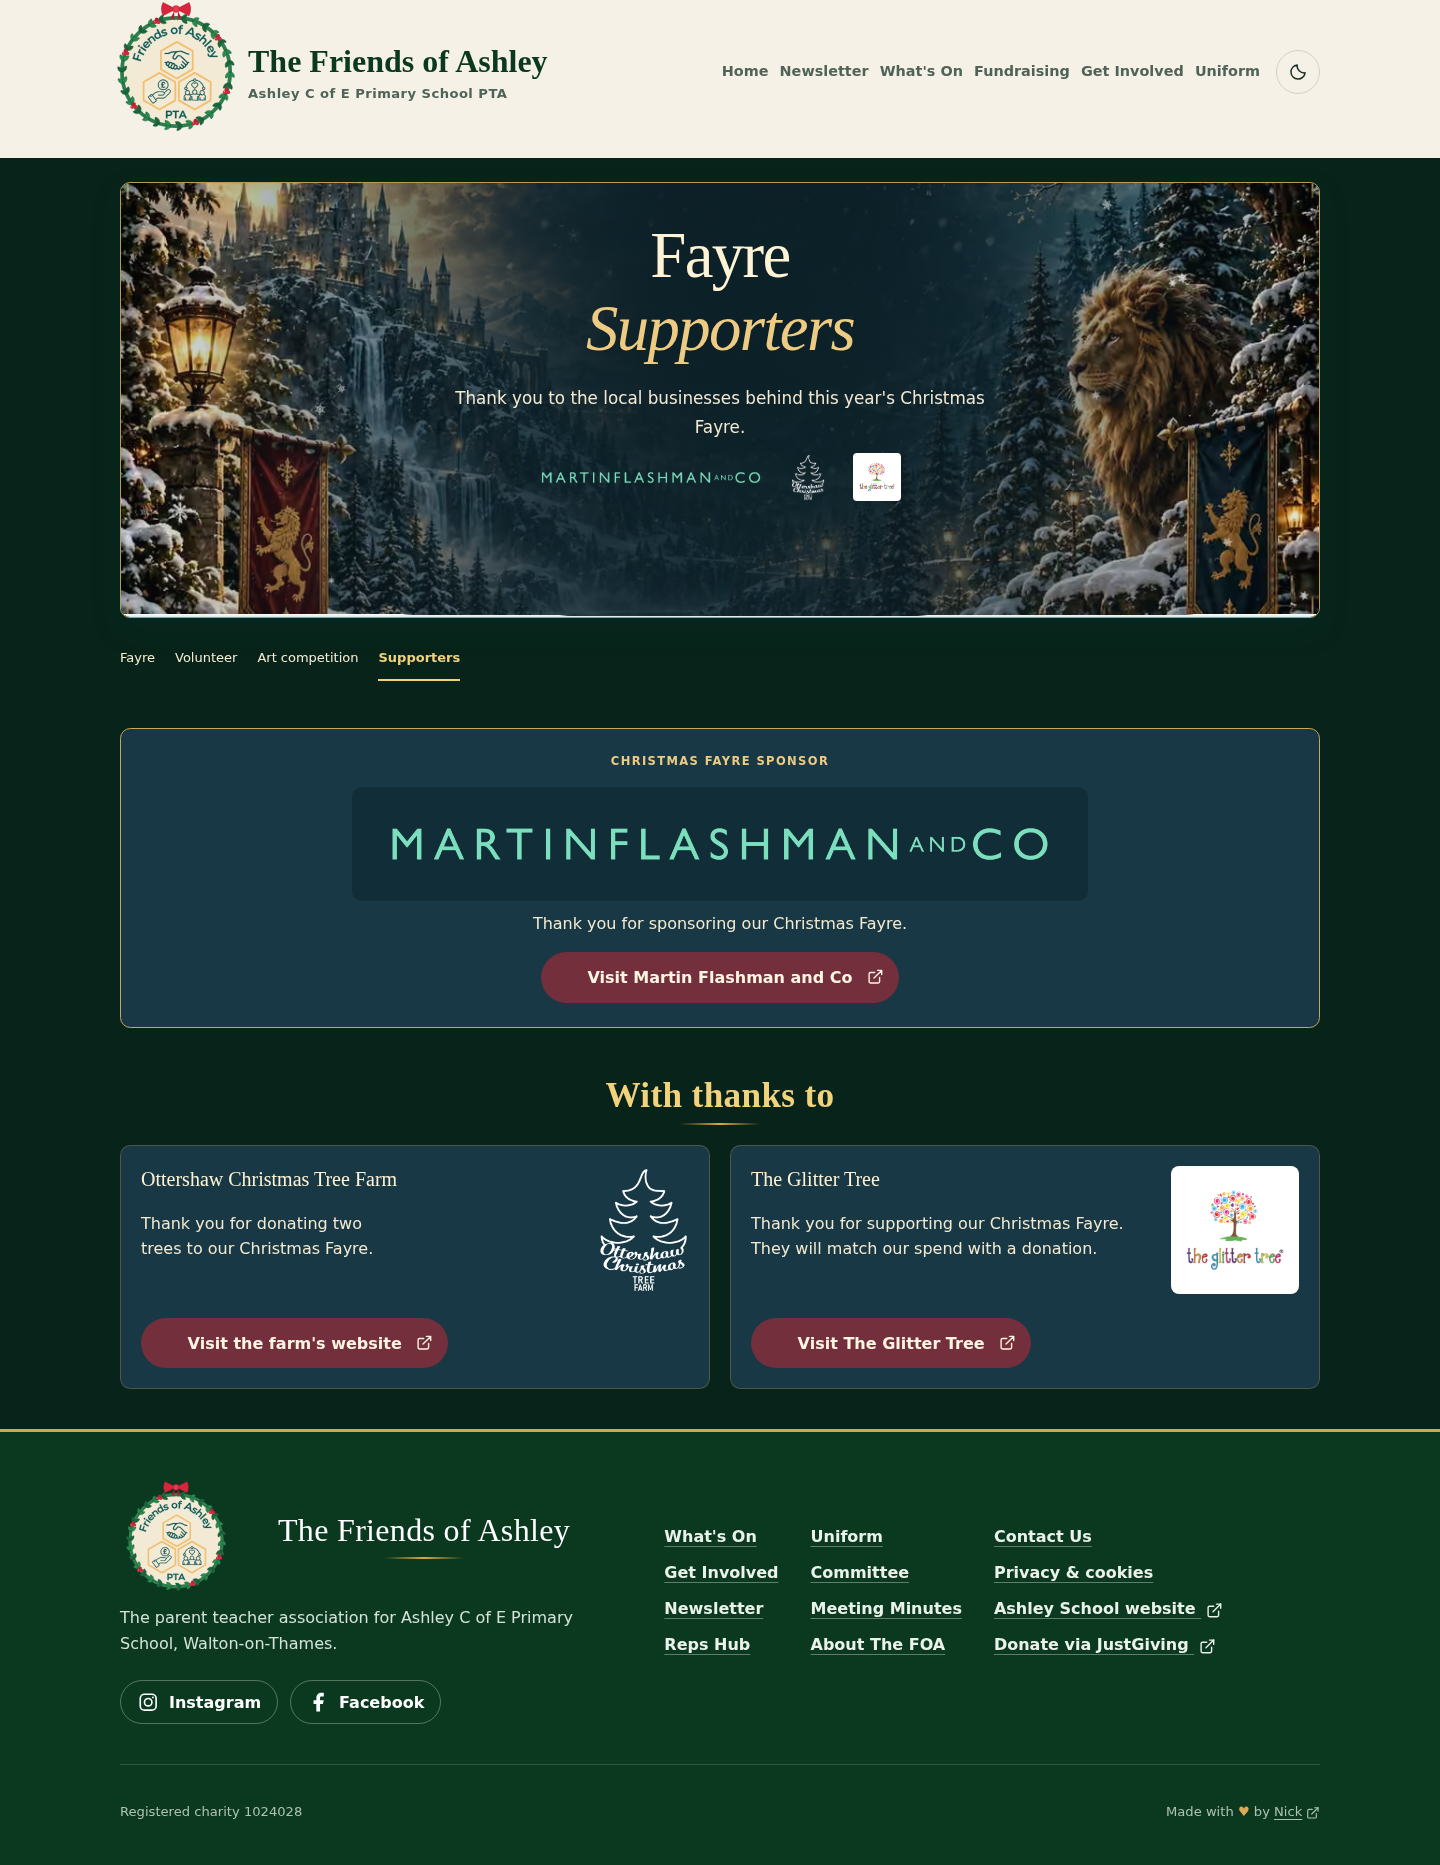 Friends of Ashley
PTA
The Friends of Ashley
Ashley C of E Primary School PTA
Home Newsletter What's On Fundraising Get Involved Uniform
Fayre
Supporters
Thank you to the local businesses behind this year's Christmas
Fayre.
MARTINFLASHMANANDCO
Ottershaw
Christmas
the glitter tree
Fayre Volunteer Art competition Supporters
CHRISTMAS FAYRE SPONSOR
MARTINFLASHMANANDCO
Thank you for sponsoring our Christmas Fayre.
Visit Martin Flashman and Co
With thanks to
Ottershaw Christmas Tree Farm
Thank you for donating two
trees to our Christmas Fayre.
Ottershaw
Christmas
TREE
FARM
Visit the farm's website
The Glitter Tree
Thank you for supporting our Christmas Fayre.
They will match our spend with a donation.
the glitter tree
Visit The Glitter Tree
Friends of Ashley
PTA
The Friends of Ashley
The parent teacher association for Ashley C of E Primary
School, Walton-on-Thames.
Instagram Facebook
What's On
Get Involved
Newsletter
Reps Hub
Uniform
Committee
Meeting Minutes
About The FOA
Contact Us
Privacy & cookies
Ashley School website
Donate via JustGiving
Registered charity 1024028
Made with ♥ by Nick